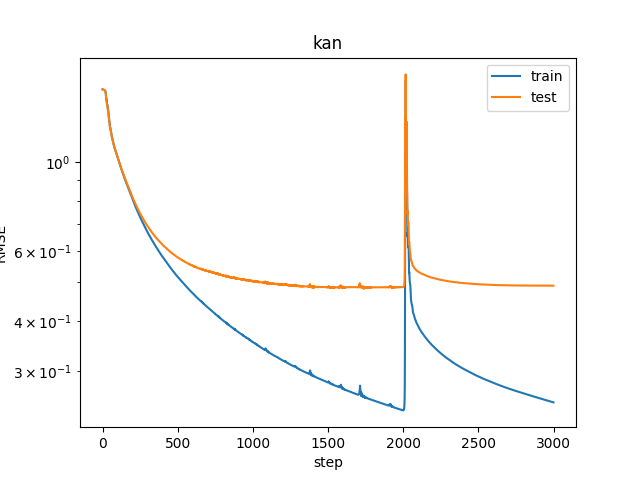 kan
train
test
10⁰
6 × 10⁻¹
4 × 10⁻¹
3 × 10⁻¹
RMSE
0
500
1000
1500
2000
2500
3000
step